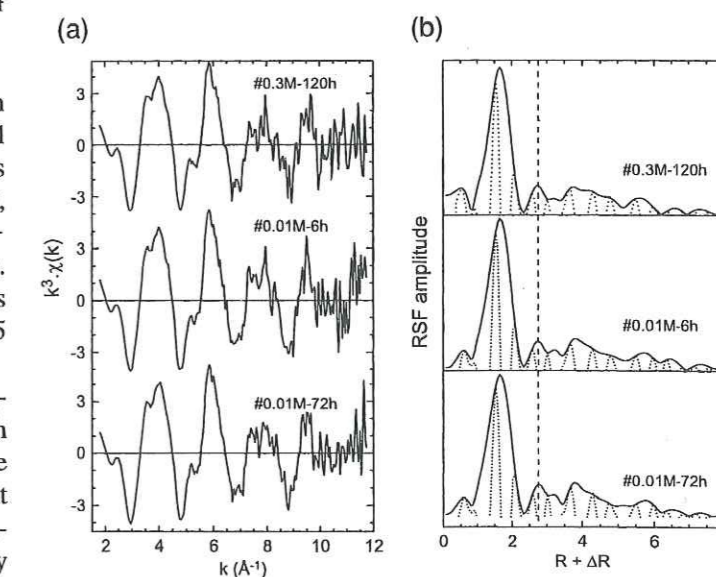 (a)
(b)
#0.3M-120h
#0.01M-6h
#0.01M-72h
3
0
-3
3
0
-3
3
0
-3
k³.χ(k)
2 4 6 8 10 12
k (Å⁻¹)
#0.3M-120h
#0.01M-6h
#0.01M-72h
RSF amplitude
0 2 4 6
R + ΔR